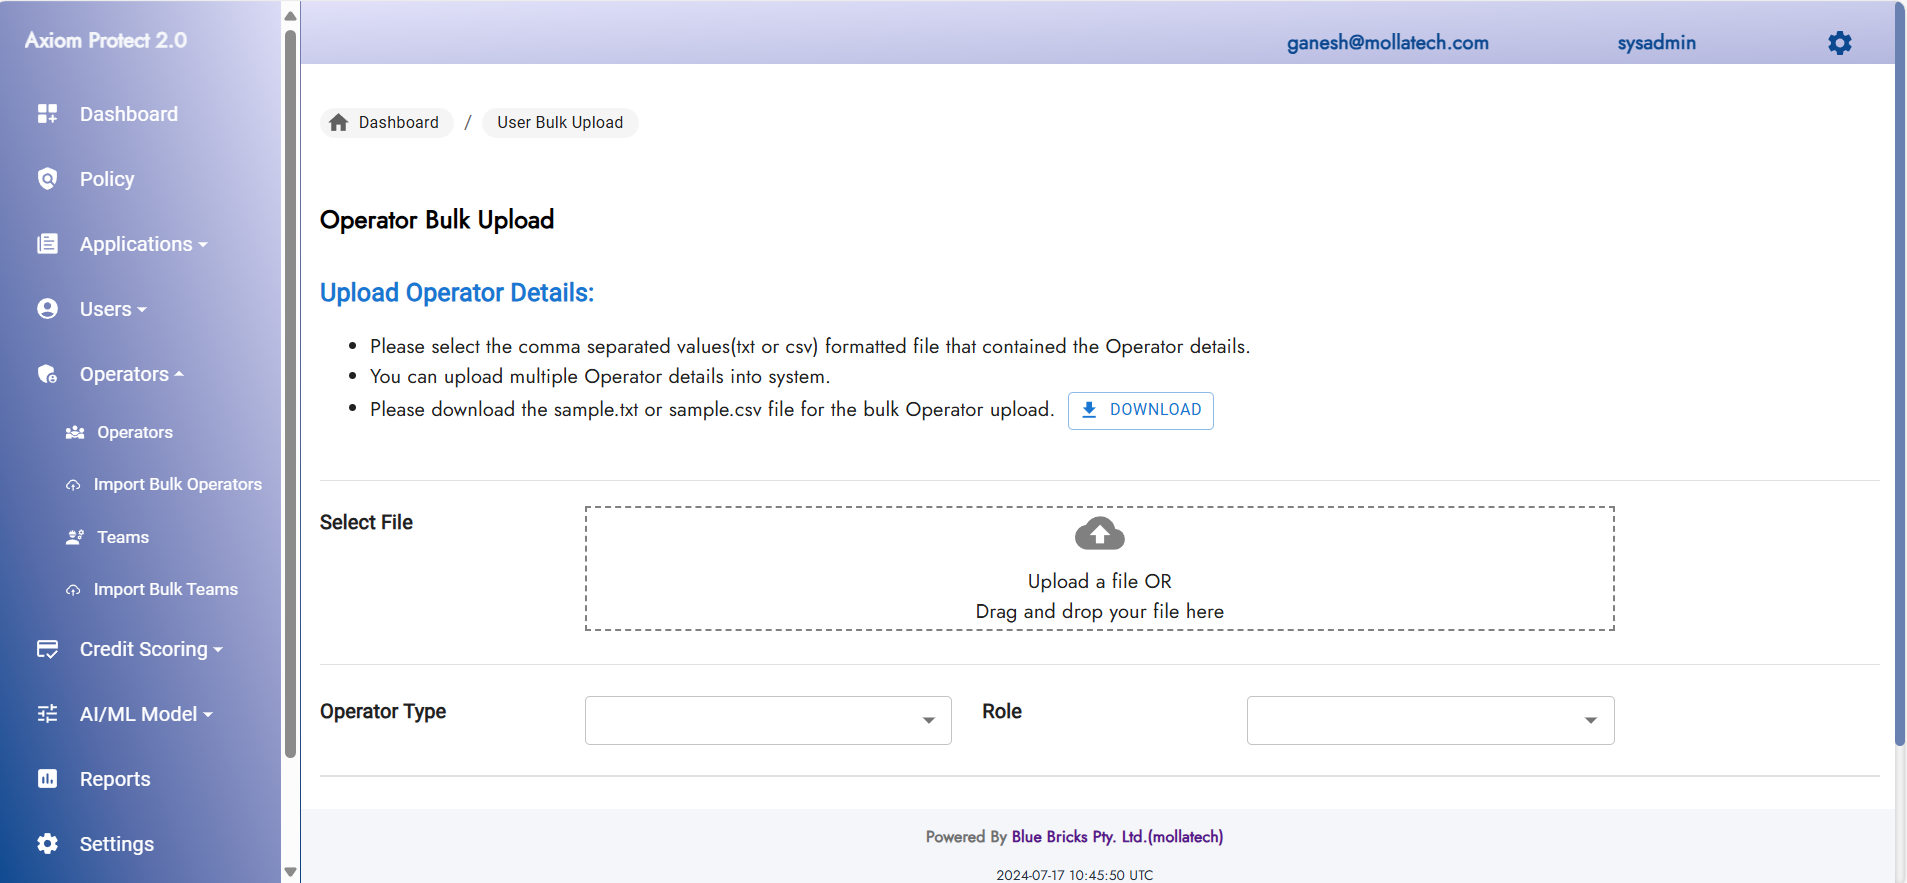 Axiom Protect 2.0
ganesh@mollatech.com
sysadmin
Dashboard
Policy
Applications
Users
Operators
Operators
Import Bulk Operators
Teams
Import Bulk Teams
Credit Scoring
AI/ML Model
Reports
Settings
Dashboard / User Bulk Upload
Operator Bulk Upload
Upload Operator Details:
• Please select the comma separated values(txt or csv) formatted file that contained the Operator details.
• You can upload multiple Operator details into system.
• Please download the sample.txt or sample.csv file for the bulk Operator upload. DOWNLOAD
Select File
Upload a file OR
Drag and drop your file here
Operator Type
Role
Powered By Blue Bricks Pty. Ltd.(mollatech)
2024-07-17 10:45:50 UTC